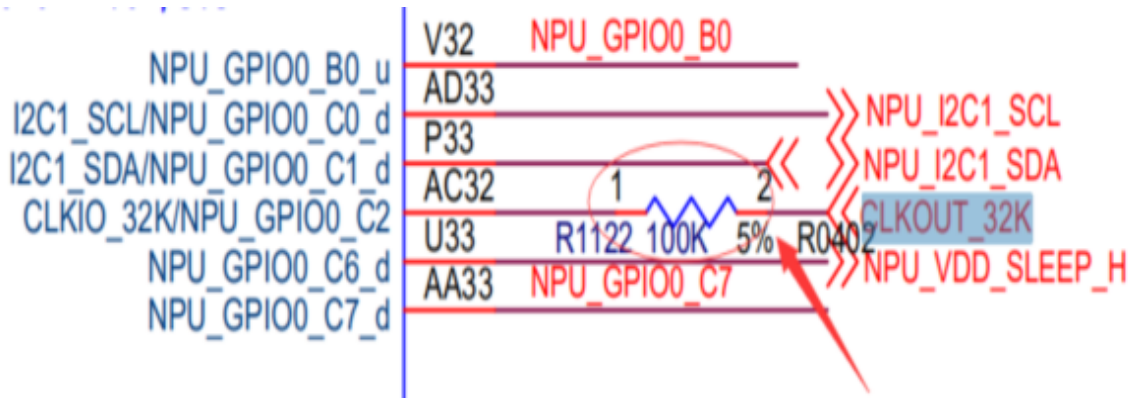 V32 NPU_GPIO0_B0
NPU_GPIO0_B0_u
AD33
I2C1_SCL/NPU_GPIO0_C0_d NPU_I2C1_SCL
P33
I2C1_SDA/NPU_GPIO0_C1_d NPU_I2C1_SDA
AC32 1 2
CLKIO_32K/NPU_GPIO0_C2 CLKOUT_32K
U33 R1122 100K 5% R0402
NPU_GPIO0_C6_d NPU_VDD_SLEEP_H
AA33 NPU_GPIO0_C7
NPU_GPIO0_C7_d